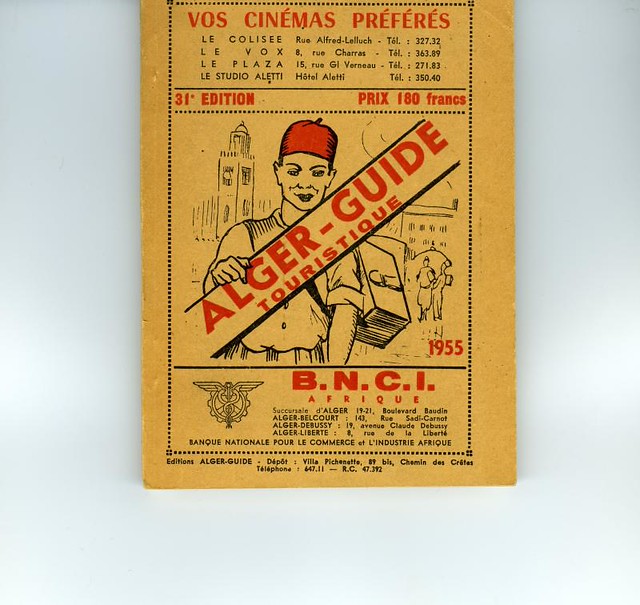 VOS CINÉMAS PRÉFÉRÉS
LE COLISEE Rue Alfred-Lelluch - Tél. : 327.32
LE VOX 8, rue Charras - Tél. : 363.89
LE PLAZA 15, rue Gl Verneau - Tél. : 271.83
LE STUDIO ALETTI Hôtel Aletti Tél. : 350.40
31e EDITION PRIX 180 francs
ALGER-GUIDE
TOURISTIQUE
1955
B.N.C.I.
AFRIQUE
Succursale d'ALGER 19-21, Boulevard Baudin
ALGER-BELCOURT : 143, Rue Sadi-Carnot
ALGER-DEBUSSY : 19, avenue Claude Debussy
ALGER-LIBERTE : 8, rue de la Liberté
BANQUE NATIONALE POUR LE COMMERCE et L'INDUSTRIE AFRIQUE
Editions ALGER-GUIDE - Dépôt : Villa Pichenette, 89 bis, Chemin des Crêtes
Téléphone : 647.11 — R.C. 47.392